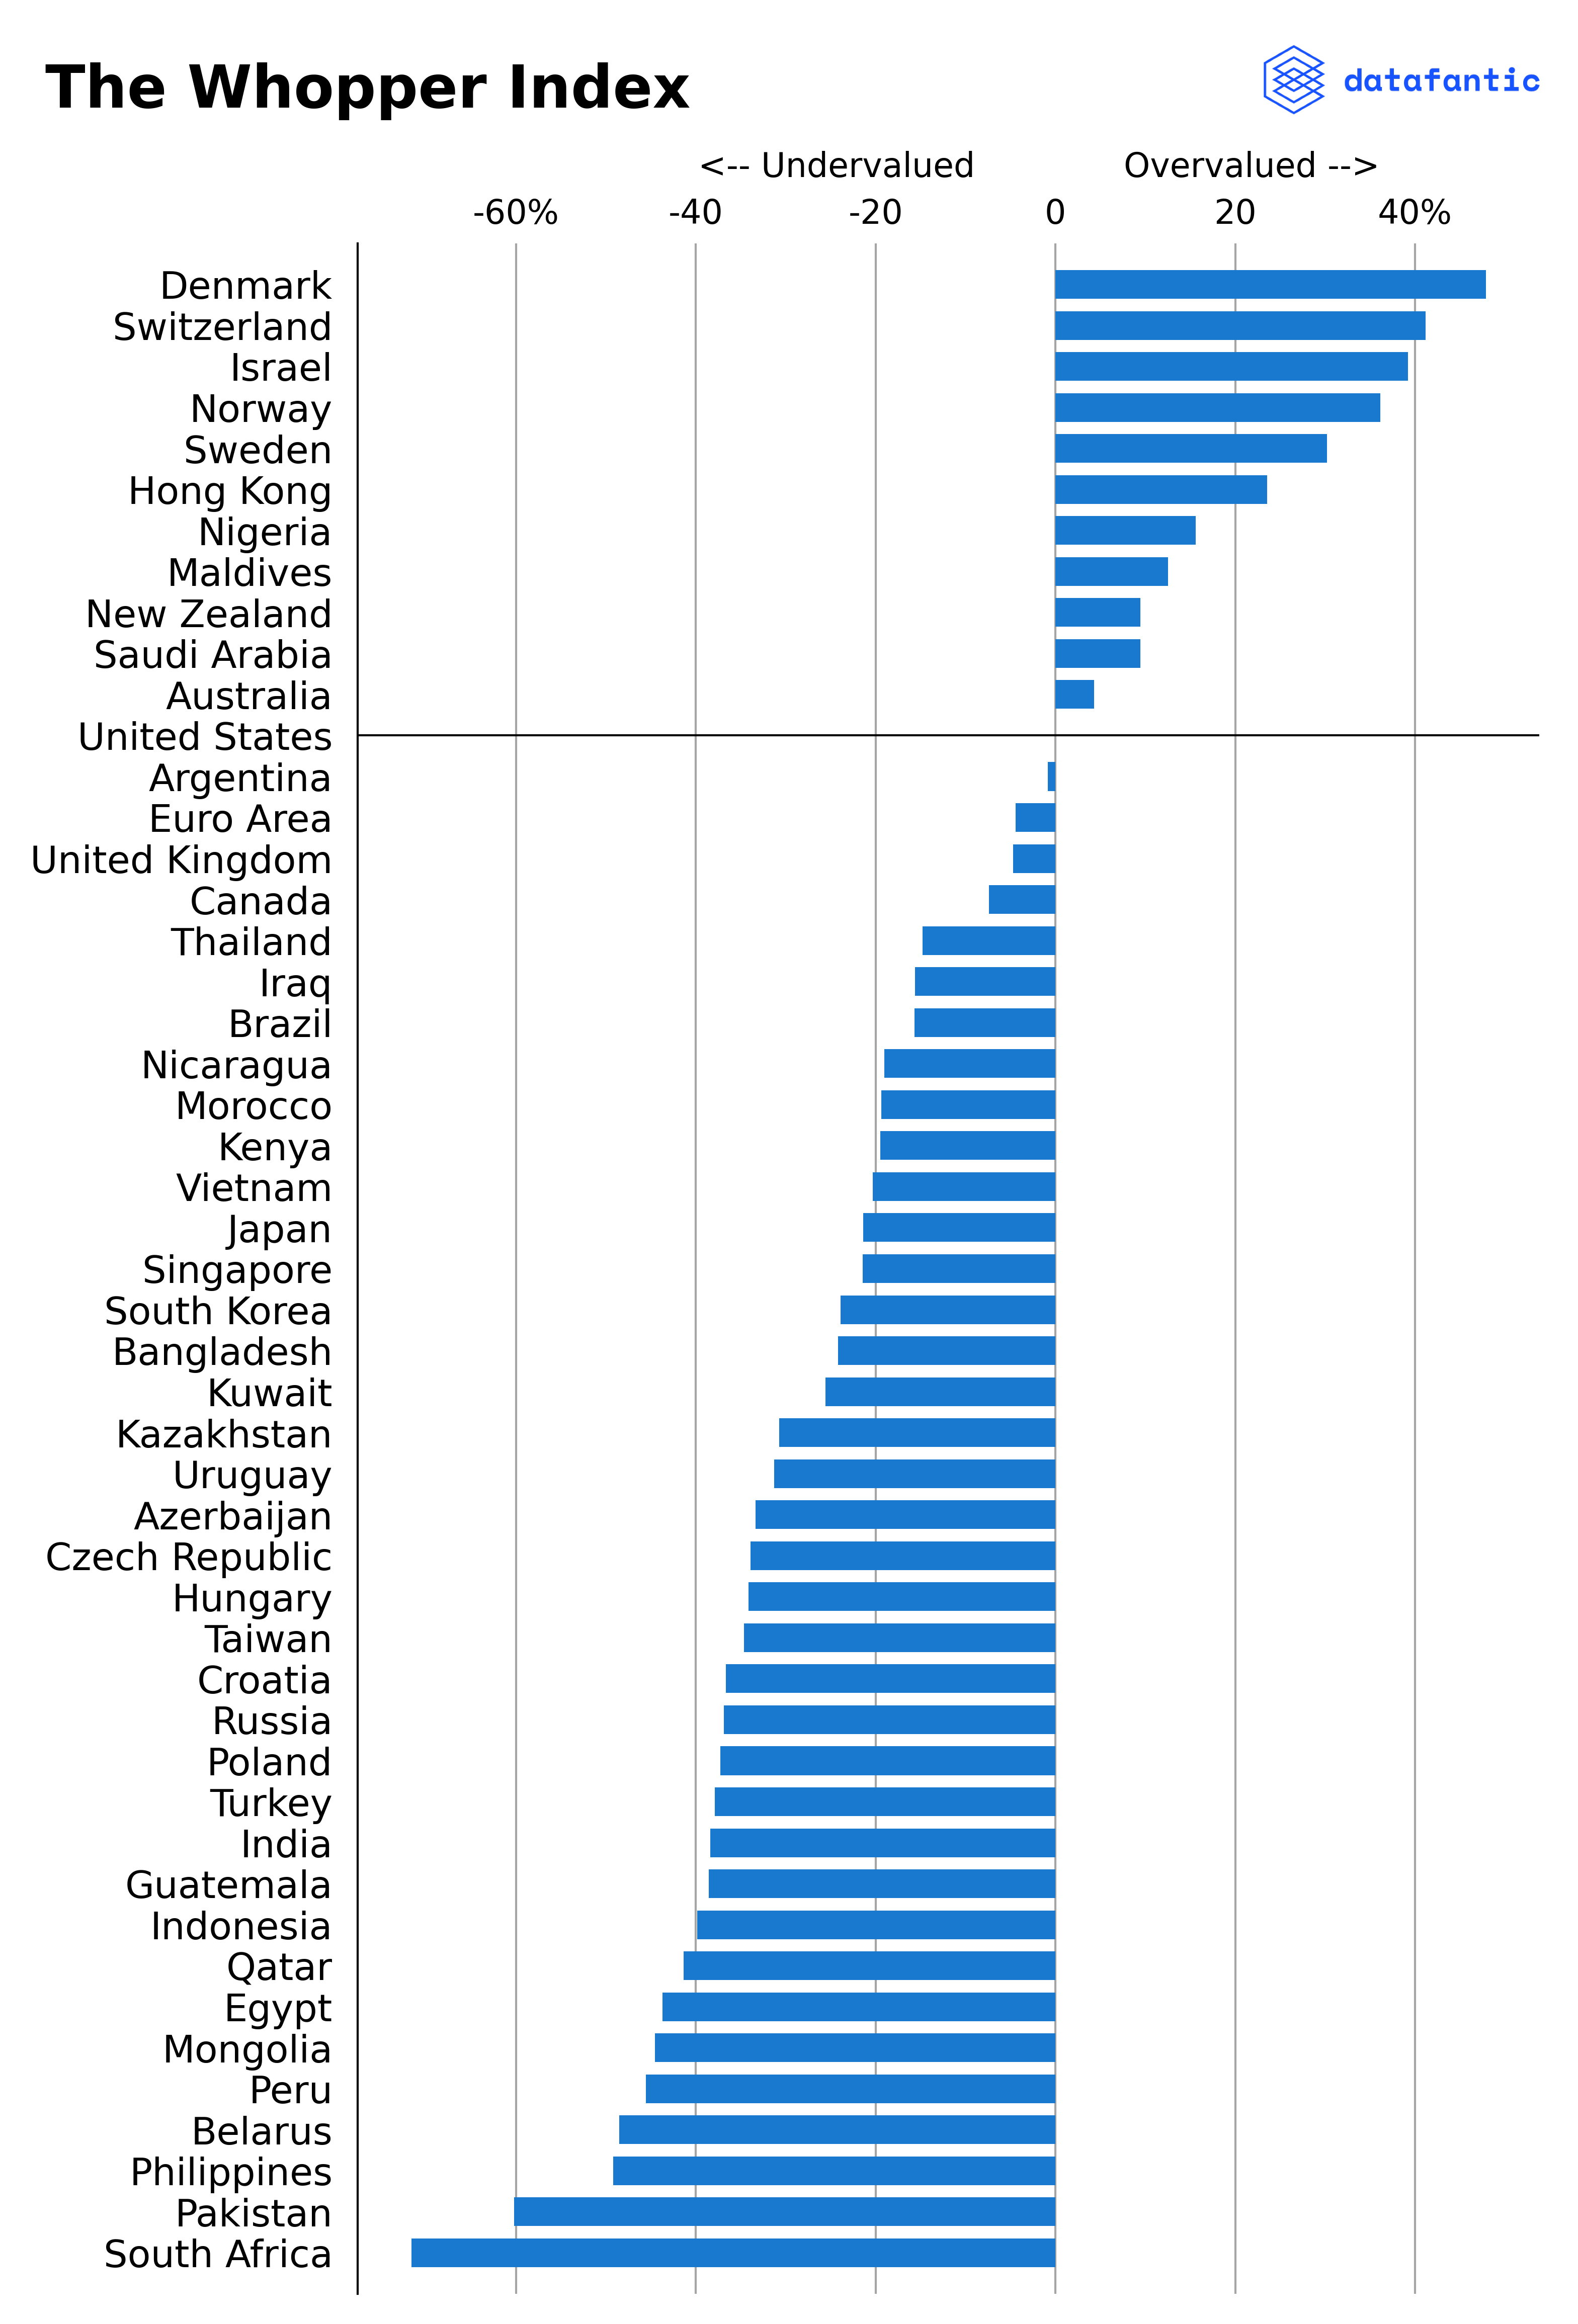 The Whopper Index
datafantic
<-- Undervalued
Overvalued -->
-60%
-40
-20
0
20
40%
Denmark
Switzerland
Israel
Norway
Sweden
Hong Kong
Nigeria
Maldives
New Zealand
Saudi Arabia
Australia
United States
Argentina
Euro Area
United Kingdom
Canada
Thailand
Iraq
Brazil
Nicaragua
Morocco
Kenya
Vietnam
Japan
Singapore
South Korea
Bangladesh
Kuwait
Kazakhstan
Uruguay
Azerbaijan
Czech Republic
Hungary
Taiwan
Croatia
Russia
Poland
Turkey
India
Guatemala
Indonesia
Qatar
Egypt
Mongolia
Peru
Belarus
Philippines
Pakistan
South Africa